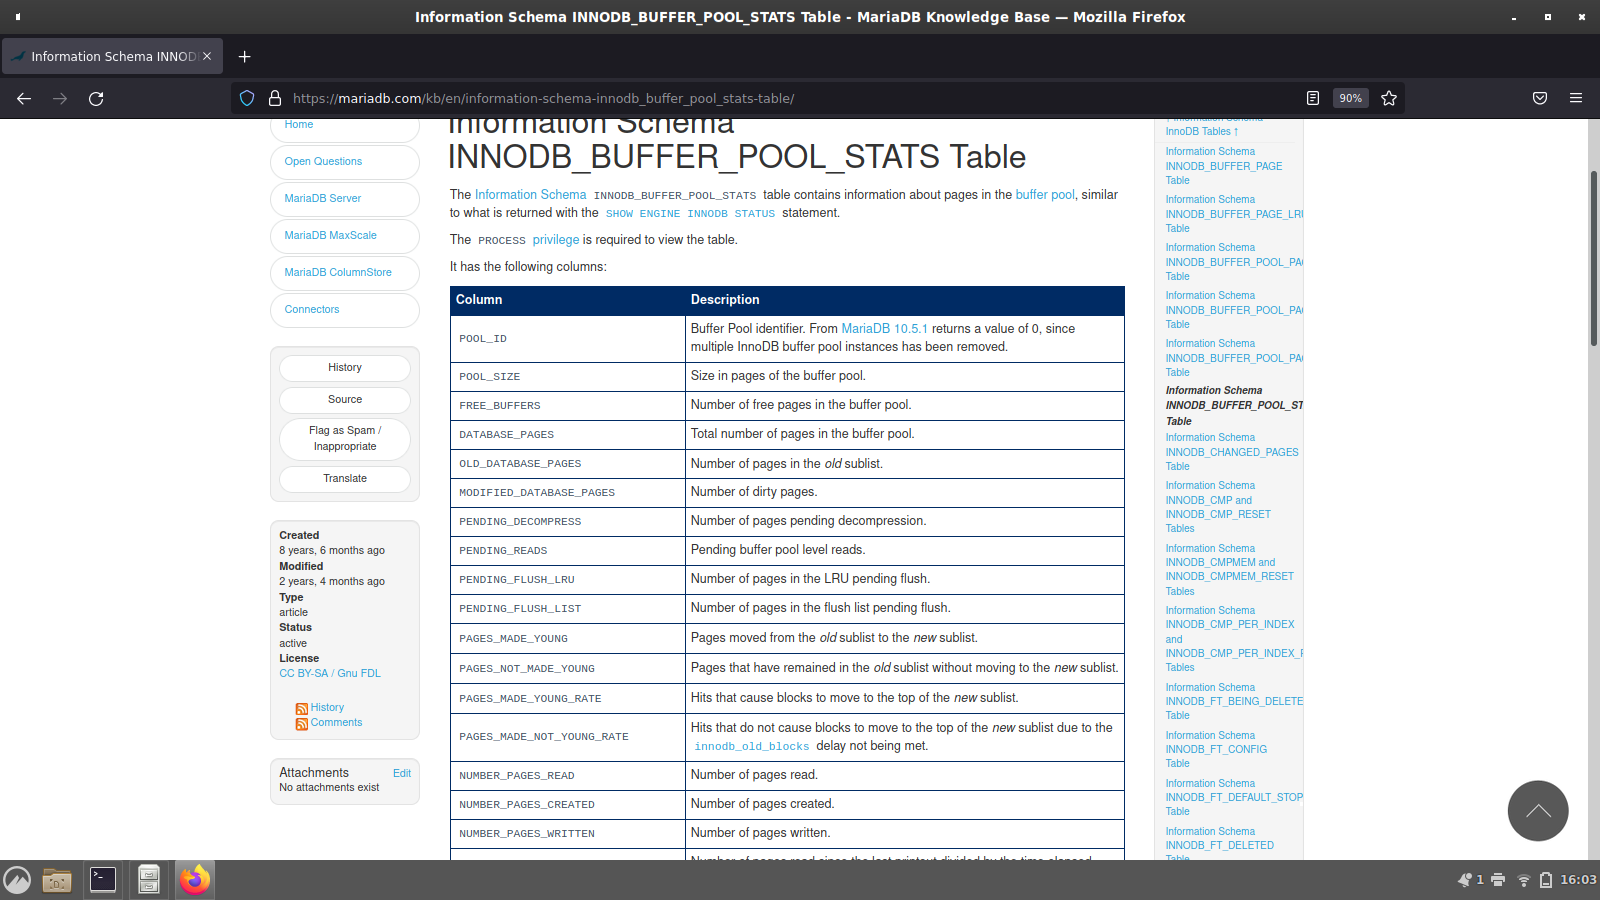 Information Schema INNODB_BUFFER_POOL_STATS Table - MariaDB Knowledge Base — Mozilla Firefox
Information Schema INNOD
https://mariadb.com/kb/en/information-schema-innodb_buffer_pool_stats-table/
90%
Home
Open Questions
MariaDB Server
MariaDB MaxScale
MariaDB ColumnStore
Connectors
History
Source
Flag as Spam /
Inappropriate
Translate
Created
8 years, 6 months ago
Modified
2 years, 4 months ago
Type
article
Status
active
License
CC BY-SA / Gnu FDL
History
Comments
Attachments Edit
No attachments exist
Information Schema
INNODB_BUFFER_POOL_STATS Table
The Information Schema INNODB_BUFFER_POOL_STATS table contains information about pages in the buffer pool, similar
to what is returned with the SHOW ENGINE INNODB STATUS statement.
The PROCESS privilege is required to view the table.
It has the following columns:
Column Description
POOL_ID Buffer Pool identifier. From MariaDB 10.5.1 returns a value of 0, since
multiple InnoDB buffer pool instances has been removed.
POOL_SIZE Size in pages of the buffer pool.
FREE_BUFFERS Number of free pages in the buffer pool.
DATABASE_PAGES Total number of pages in the buffer pool.
OLD_DATABASE_PAGES Number of pages in the old sublist.
MODIFIED_DATABASE_PAGES Number of dirty pages.
PENDING_DECOMPRESS Number of pages pending decompression.
PENDING_READS Pending buffer pool level reads.
PENDING_FLUSH_LRU Number of pages in the LRU pending flush.
PENDING_FLUSH_LIST Number of pages in the flush list pending flush.
PAGES_MADE_YOUNG Pages moved from the old sublist to the new sublist.
PAGES_NOT_MADE_YOUNG Pages that have remained in the old sublist without moving to the new sublist.
PAGES_MADE_YOUNG_RATE Hits that cause blocks to move to the top of the new sublist.
PAGES_MADE_NOT_YOUNG_RATE Hits that do not cause blocks to move to the top of the new sublist due to the
innodb_old_blocks delay not being met.
NUMBER_PAGES_READ Number of pages read.
NUMBER_PAGES_CREATED Number of pages created.
NUMBER_PAGES_WRITTEN Number of pages written.
Number of pages read since the last printout divided by the time elapsed.
↑ Information Schema
InnoDB Tables ↑
Information Schema
INNODB_BUFFER_PAGE
Table
Information Schema
INNODB_BUFFER_PAGE_LR
Table
Information Schema
INNODB_BUFFER_POOL_PA
Table
Information Schema
INNODB_BUFFER_POOL_PA
Table
Information Schema
INNODB_BUFFER_POOL_PA
Table
Information Schema
INNODB_BUFFER_POOL_ST
Table
Information Schema
INNODB_CHANGED_PAGES
Table
Information Schema
INNODB_CMP and
INNODB_CMP_RESET
Tables
Information Schema
INNODB_CMPMEM and
INNODB_CMPMEM_RESET
Tables
Information Schema
INNODB_CMP_PER_INDEX
and
INNODB_CMP_PER_INDEX_R
Tables
Information Schema
INNODB_FT_BEING_DELETE
Table
Information Schema
INNODB_FT_CONFIG
Table
Information Schema
INNODB_FT_DEFAULT_STOP
Table
Information Schema
INNODB_FT_DELETED
Table
1
16:03